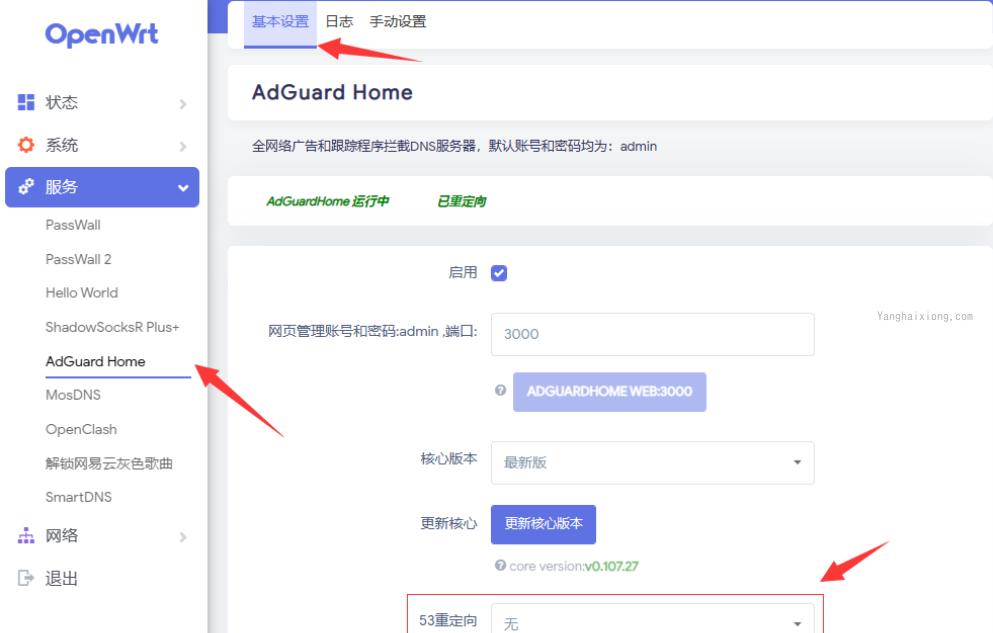 OpenWrt
状态
系统
服务
PassWall
PassWall 2
Hello World
ShadowSocksR Plus+
AdGuard Home
MosDNS
OpenClash
解锁网易云灰色歌曲
SmartDNS
网络
退出
基本设置 日志 手动设置
AdGuard Home
全网络广告和跟踪程序拦截DNS服务器，默认账号和密码均为：admin
AdGuardHome 运行中 已重定向
启用
网页管理账号和密码:admin ,端口: 3000
Yanghaixiong.com
ADGUARDHOME WEB:3000
核心版本 最新版
更新核心 更新核心版本
core version:v0.107.27
53重定向 无